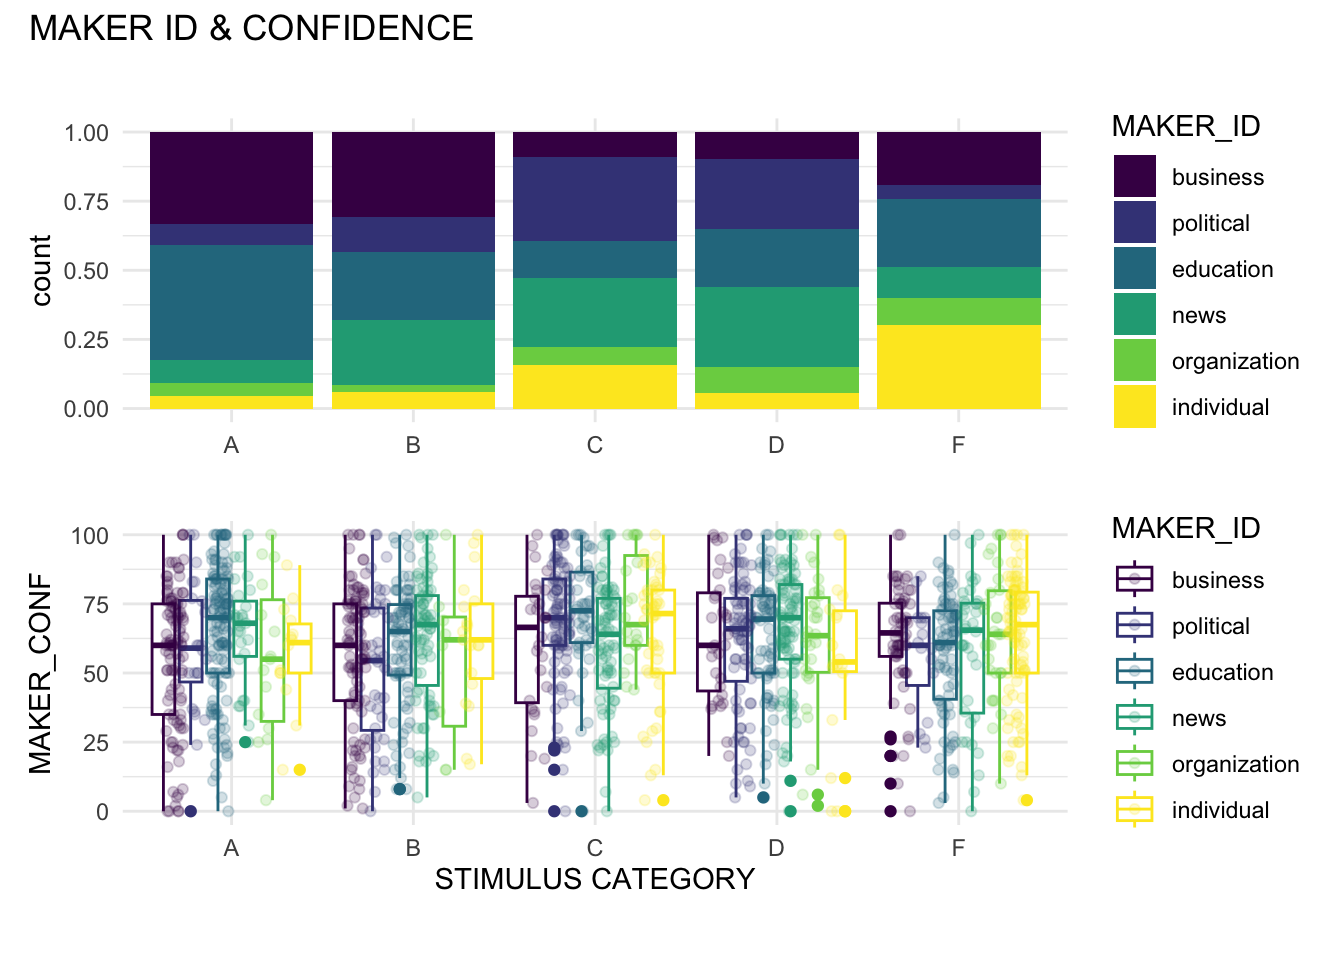 MAKER ID & CONFIDENCE
1.00
0.75
0.50
0.25
0.00
count
A B C D F
MAKER_ID
business
political
education
news
organization
individual
100
75
50
25
0
MAKER_CONF
A B C D F
STIMULUS CATEGORY
MAKER_ID
business
political
education
news
organization
individual